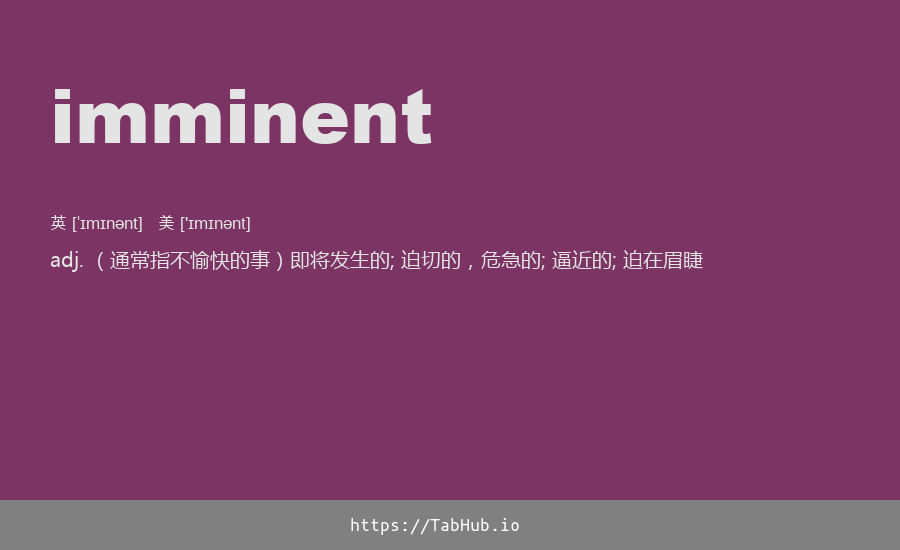 imminent
英 [ˈɪmɪnənt] 美 ['ɪmɪnənt]
adj. （通常指不愉快的事）即将发生的; 迫切的，危急的; 逼近的; 迫在眉睫
https://TabHub.io